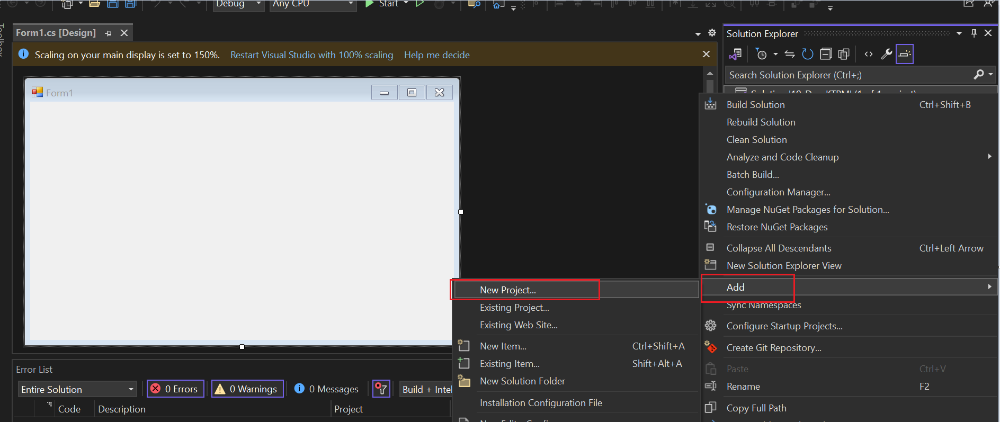 Debug
Any CPU
Start
Toolbox
Form1.cs [Design]
Solution Explorer
Scaling on your main display is set to 150%. Restart Visual Studio with 100% scaling Help me decide
Search Solution Explorer (Ctrl+;)
Form1
Build Solution Ctrl+Shift+B
Rebuild Solution
Clean Solution
Analyze and Code Cleanup
Batch Build...
Configuration Manager...
Manage NuGet Packages for Solution...
Restore NuGet Packages
Collapse All Descendants Ctrl+Left Arrow
New Solution Explorer View
Add
Sync Namespaces
Configure Startup Projects...
Create Git Repository...
Paste Ctrl+V
Rename F2
Copy Full Path
New Project...
Existing Project...
Existing Web Site...
New Item... Ctrl+Shift+A
Existing Item... Shift+Alt+A
New Solution Folder
Installation Configuration File
Error List
Entire Solution
0 Errors
0 Warnings
0 Messages
Build + Intel
Code
Description
Project